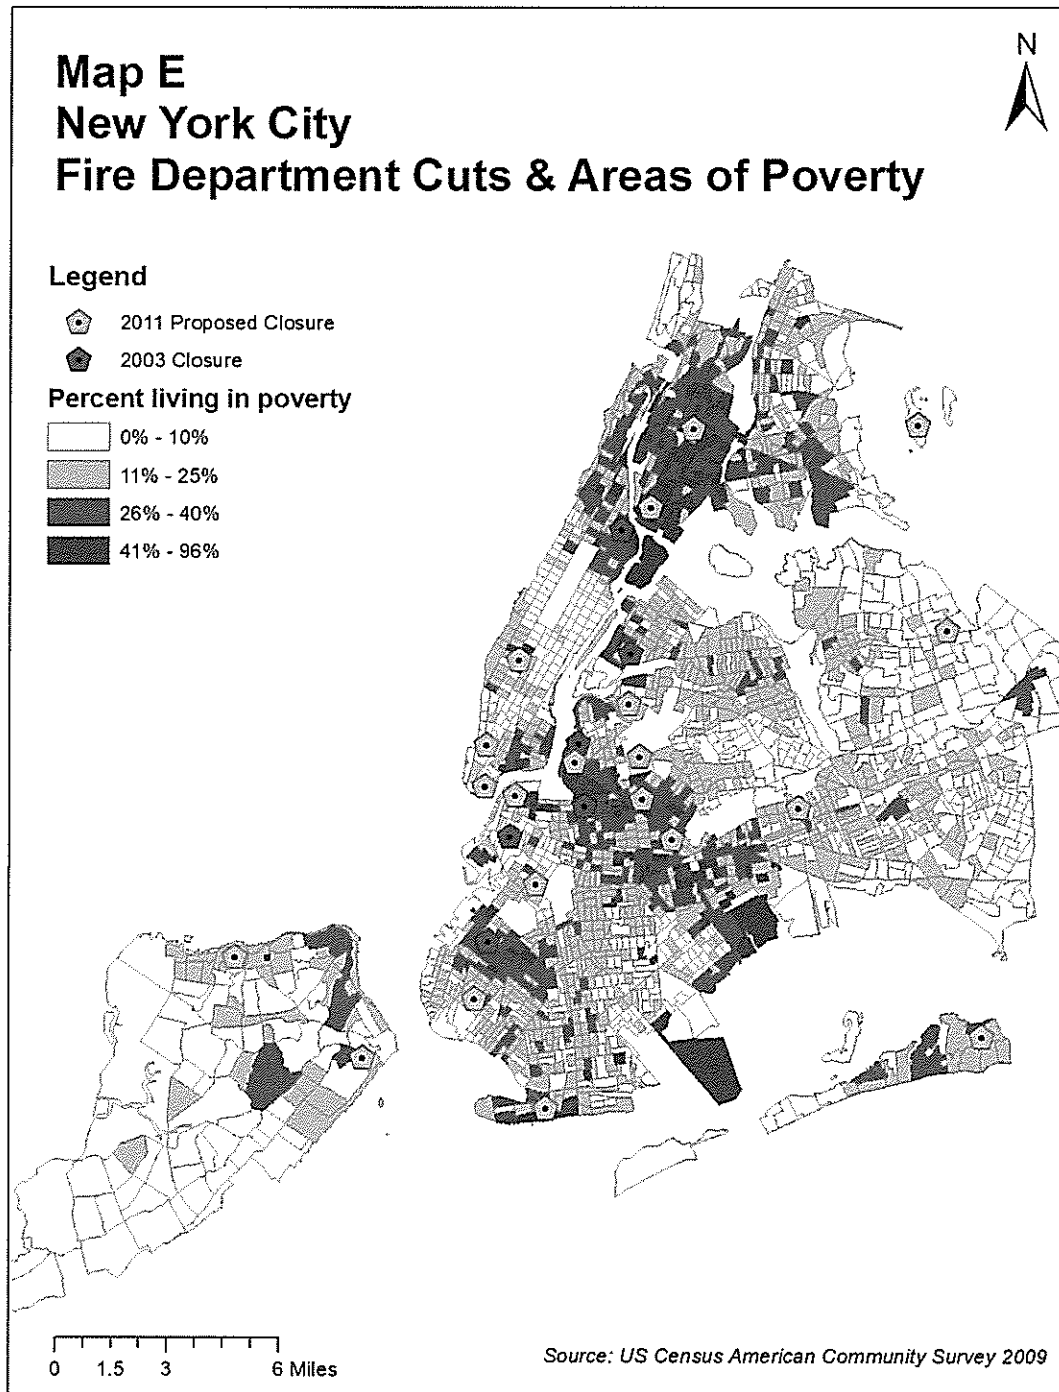 Map E
New York City
Fire Department Cuts & Areas of Poverty
N
Legend
2011 Proposed Closure
2003 Closure
Percent living in poverty
0% - 10%
11% - 25%
26% - 40%
41% - 96%
0 1.5 3 6 Miles
Source: US Census American Community Survey 2009